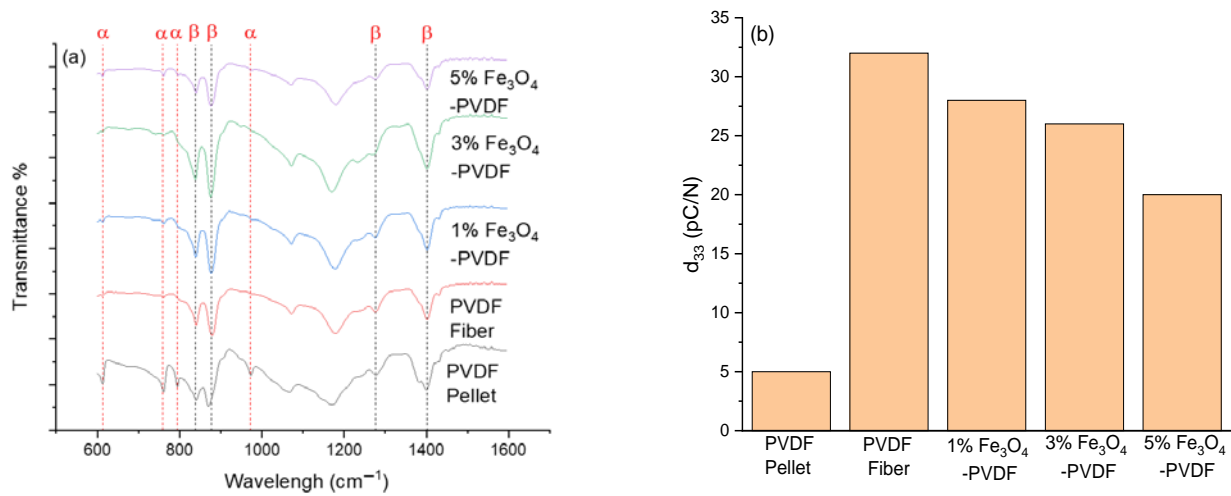 α α α β β α β β
(a)
5% Fe₃O₄
-PVDF
3% Fe₃O₄
-PVDF
1% Fe₃O₄
-PVDF
PVDF
Fiber
PVDF
Pellet
Transmittance %
600 800 1000 1200 1400 1600
Wavelengh (cm⁻¹)
(b)
35
30
25
20
15
10
5
0
d₃₃ (pC/N)
PVDF
Pellet
PVDF
Fiber
1% Fe₃O₄
-PVDF
3% Fe₃O₄
-PVDF
5% Fe₃O₄
-PVDF